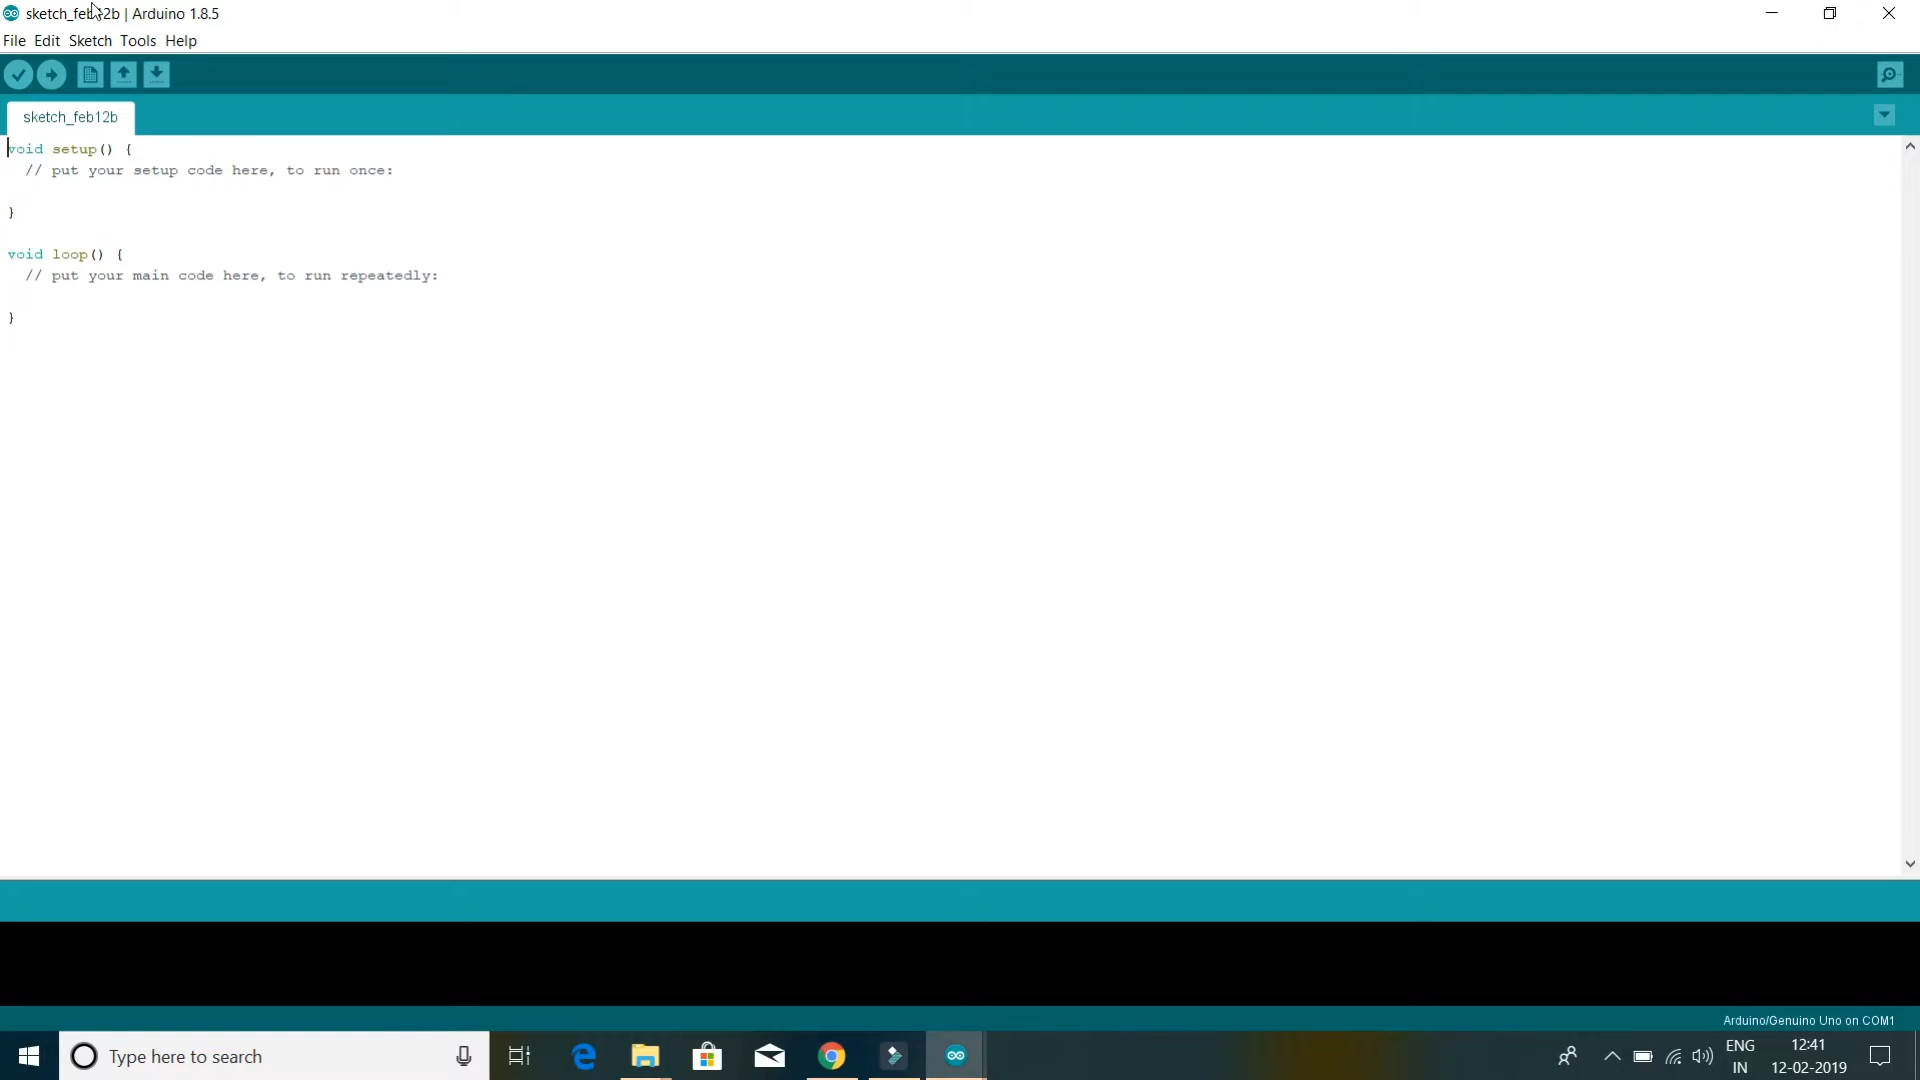 sketch_feb12b | Arduino 1.8.5
File Edit Sketch Tools Help
sketch_feb12b
void setup() {
  // put your setup code here, to run once:
}
void loop() {
  // put your main code here, to run repeatedly:
}
Arduino/Genuino Uno on COM1
Type here to search
ENG
IN
12:41
12-02-2019